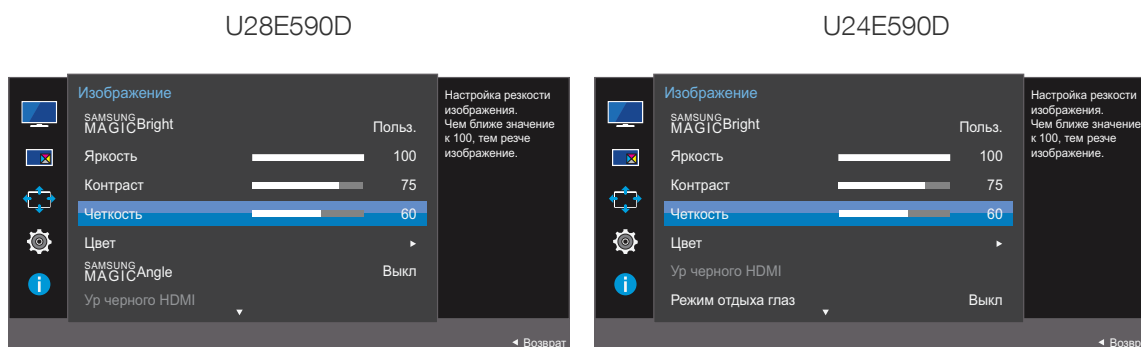 U28E590D
Изображение
SAMSUNG
MAGICBright Польз.
Яркость 100
Контраст 75
Четкость 60
Цвет
SAMSUNG
MAGICAngle Выкл
Ур черного HDMI
Настройка резкости
изображения.
Чем ближе значение
к 100, тем резче
изображение.
Возврат
U24E590D
Изображение
SAMSUNG
MAGICBright Польз.
Яркость 100
Контраст 75
Четкость 60
Цвет
Ур черного HDMI
Режим отдыха глаз Выкл
Настройка резкости
изображения.
Чем ближе значение
к 100, тем резче
изображение.
Возвр